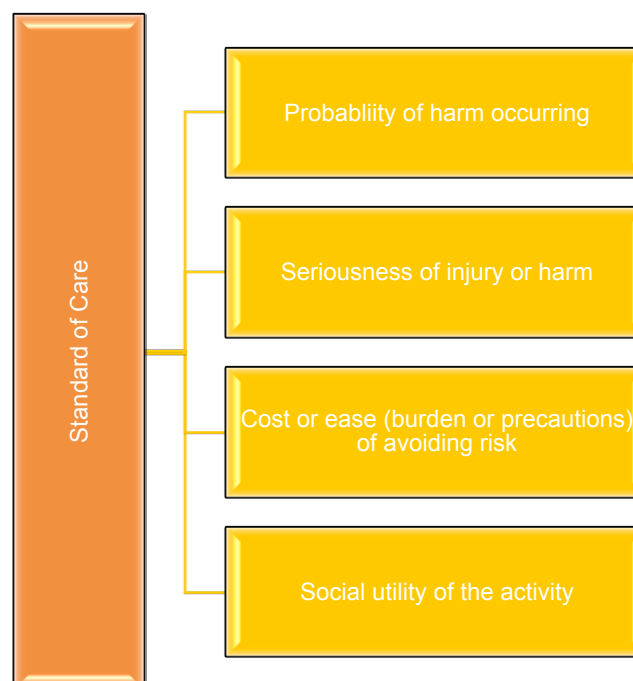 Standard of Care
Probabliity of harm occurring
Seriousness of injury or harm
Cost or ease (burden or precautions)
of avoiding risk
Social utility of the activity